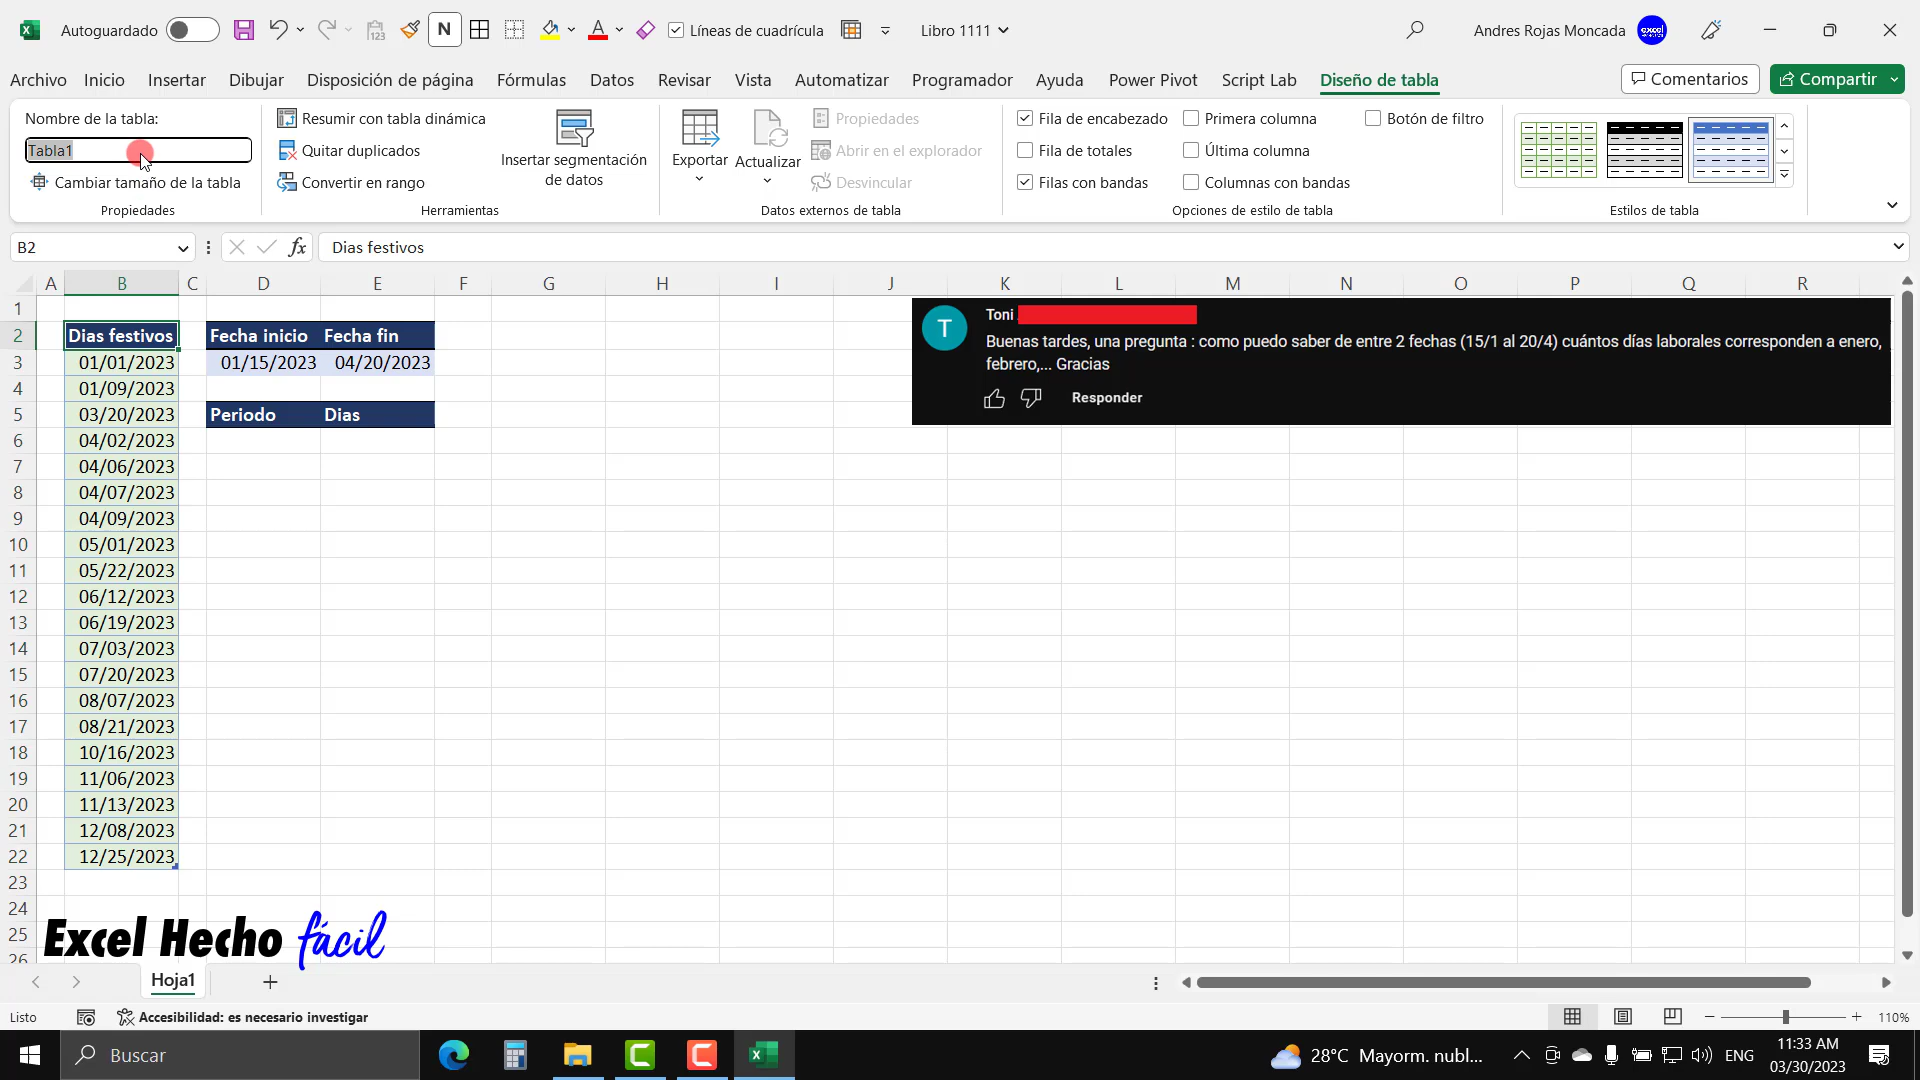 Autoguardado
N
Líneas de cuadrícula
Libro 1111
Andres Rojas Moncada
Archivo Inicio Insertar Dibujar Disposición de página Fórmulas Datos Revisar Vista Automatizar Programador Ayuda Power Pivot Script Lab Diseño de tabla
Comentarios
Compartir
Nombre de la tabla:
Tabla1
Cambiar tamaño de la tabla
Propiedades
Resumir con tabla dinámica
Quitar duplicados
Convertir en rango
Insertar segmentación
de datos
Herramientas
Exportar
Actualizar
Propiedades
Abrir en el explorador
Desvincular
Datos externos de tabla
Fila de encabezado
Fila de totales
Filas con bandas
Primera columna
Última columna
Columnas con bandas
Botón de filtro
Opciones de estilo de tabla
Estilos de tabla
B2
fx
Dias festivos
A B C D E F G H I J K L M N O P Q R
1
2 Dias festivos Fecha inicio Fecha fin
3 01/01/2023 01/15/2023 04/20/2023
4 01/09/2023
5 03/20/2023 Periodo Dias
6 04/02/2023
7 04/06/2023
8 04/07/2023
9 04/09/2023
10 05/01/2023
11 05/22/2023
12 06/12/2023
13 06/19/2023
14 07/03/2023
15 07/20/2023
16 08/07/2023
17 08/21/2023
18 10/16/2023
19 11/06/2023
20 11/13/2023
21 12/08/2023
22 12/25/2023
23
24
25
26
T
Toni
Buenas tardes, una pregunta : como puedo saber de entre 2 fechas (15/1 al 20/4) cuántos días laborales corresponden a enero,
febrero,... Gracias
Responder
Excel Hecho fácil
Hoja1
Listo
Accesibilidad: es necesario investigar
110%
Buscar
28°C Mayorm. nubl...
ENG
11:33 AM
03/30/2023